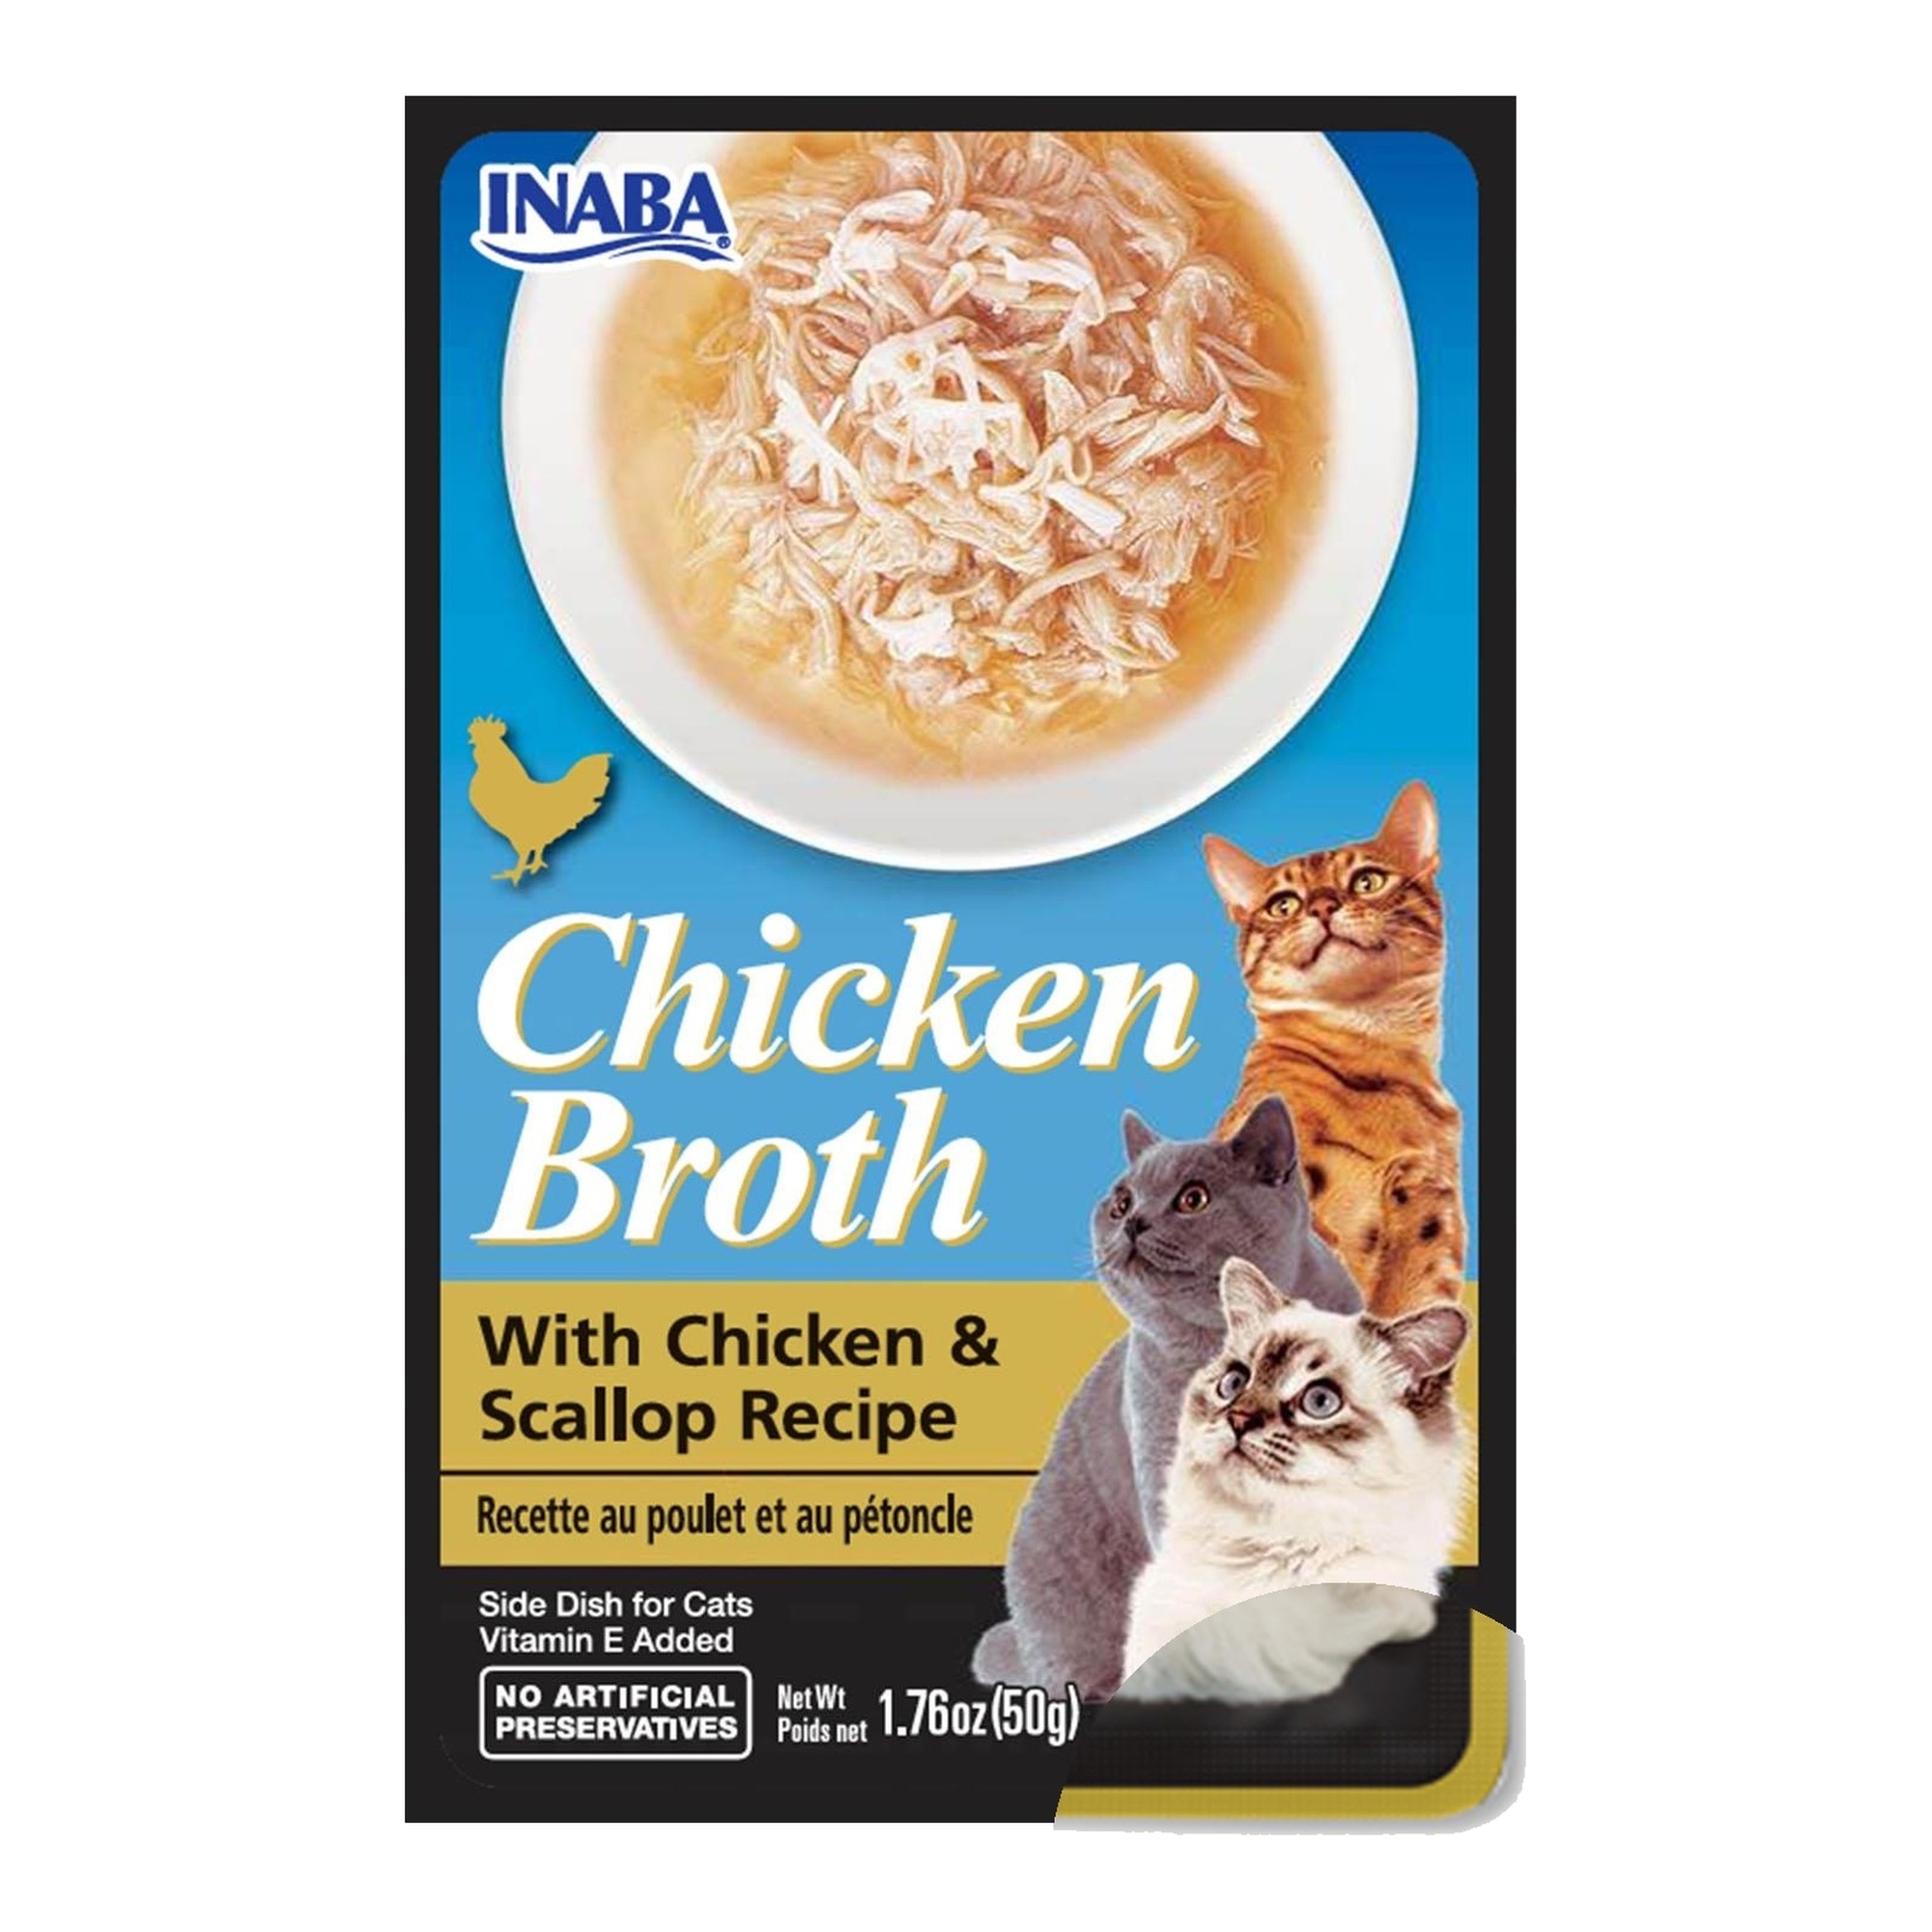 INABA®
Chicken
Broth
With Chicken &
Scallop Recipe
Recette au poulet et au pétoncle
Side Dish for Cats
Vitamin E Added
NO ARTIFICIAL
PRESERVATIVES
Net Wt
Poids net
1.76oz(50g)